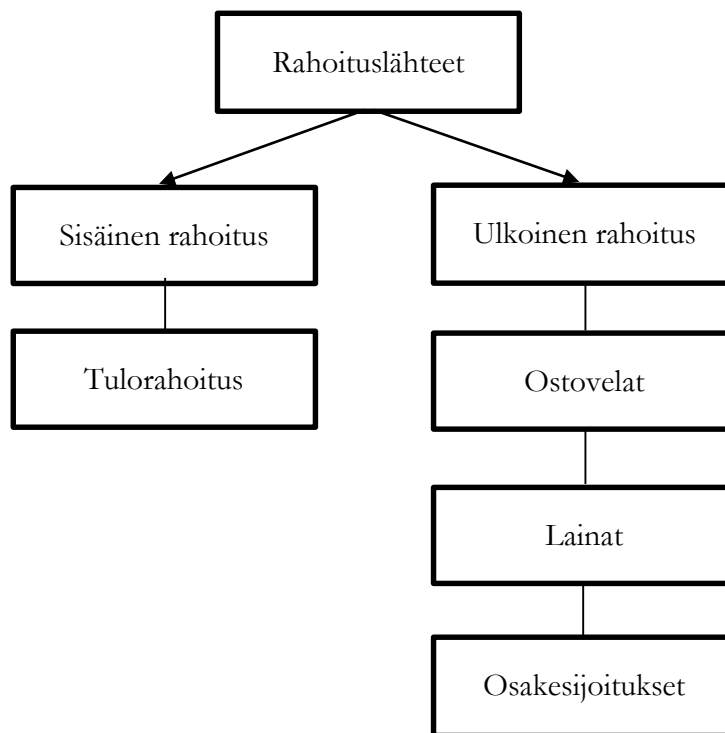 Rahoituslähteet
Sisäinen rahoitus
Ulkoinen rahoitus
Tulorahoitus
Ostovelat
Lainat
Osakesijoitukset